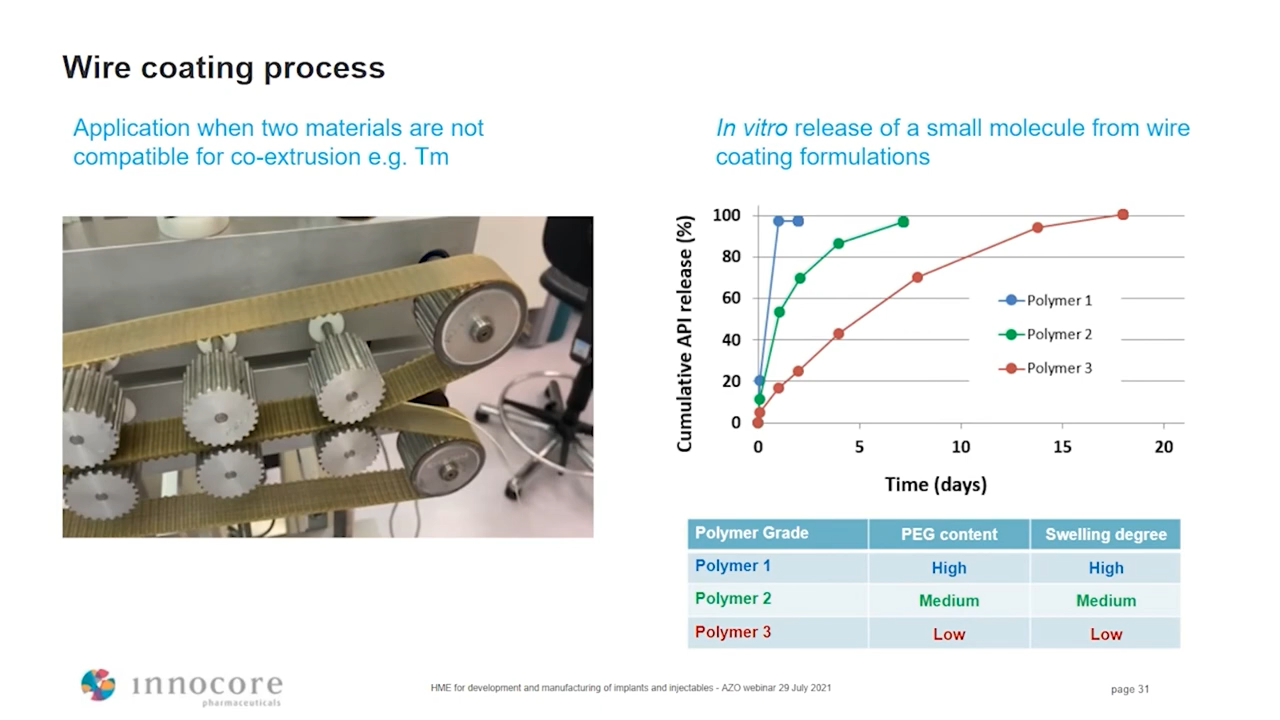 Wire coating process
Application when two materials are not
compatible for co-extrusion e.g. Tm
In vitro release of a small molecule from wire
coating formulations
Cumulative API release (%)
100
80
60
40
20
0
0 5 10 15 20
Time (days)
Polymer 1
Polymer 2
Polymer 3
Polymer Grade PEG content Swelling degree
Polymer 1 High High
Polymer 2 Medium Medium
Polymer 3 Low Low
innocore
pharmaceuticals
HME for development and manufacturing of implants and injectables - AZO webinar 29 July 2021
page 31